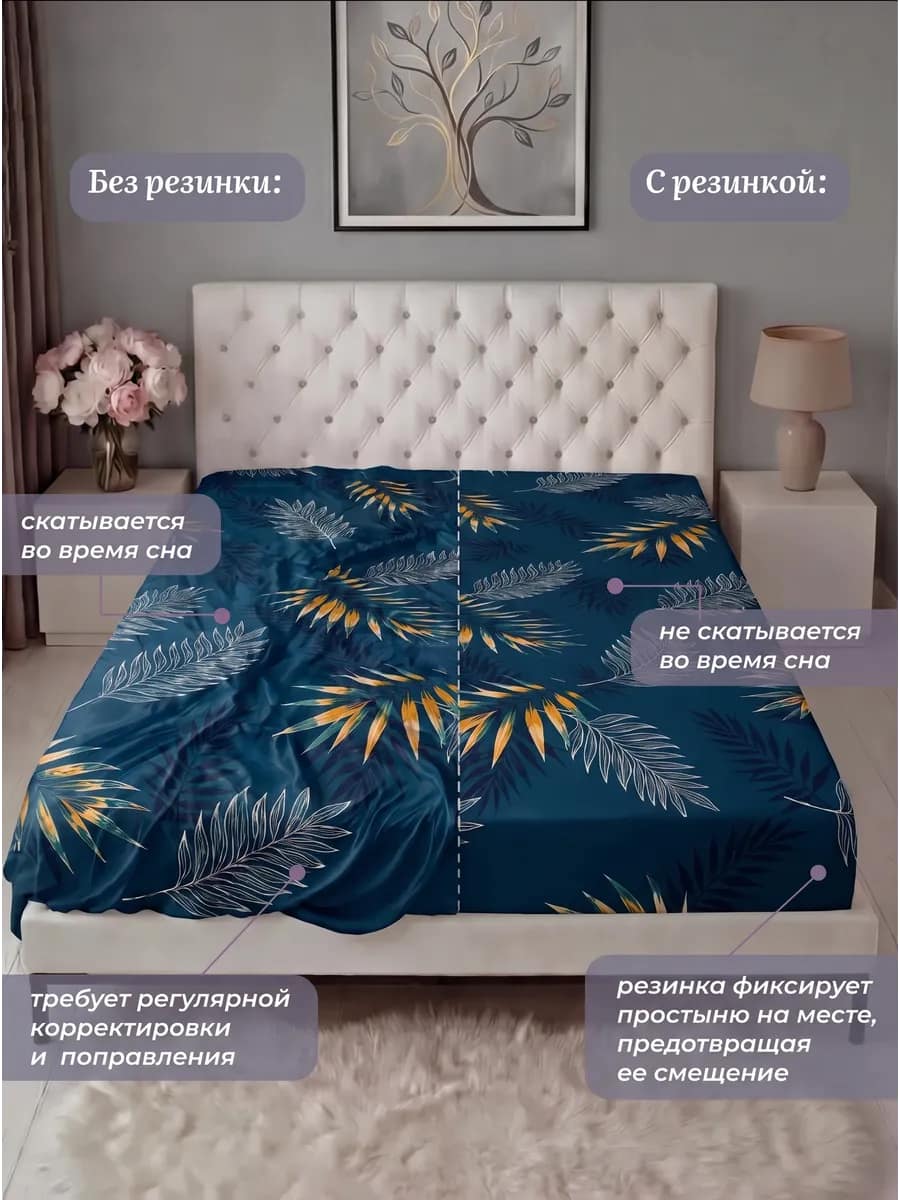 Без резинки:
С резинкой:
скатывается
во время сна
не скатывается
во время сна
требует регулярной
корректировки
и поправления
резинка фиксирует
простыню на месте,
предотвращая
ее смещение